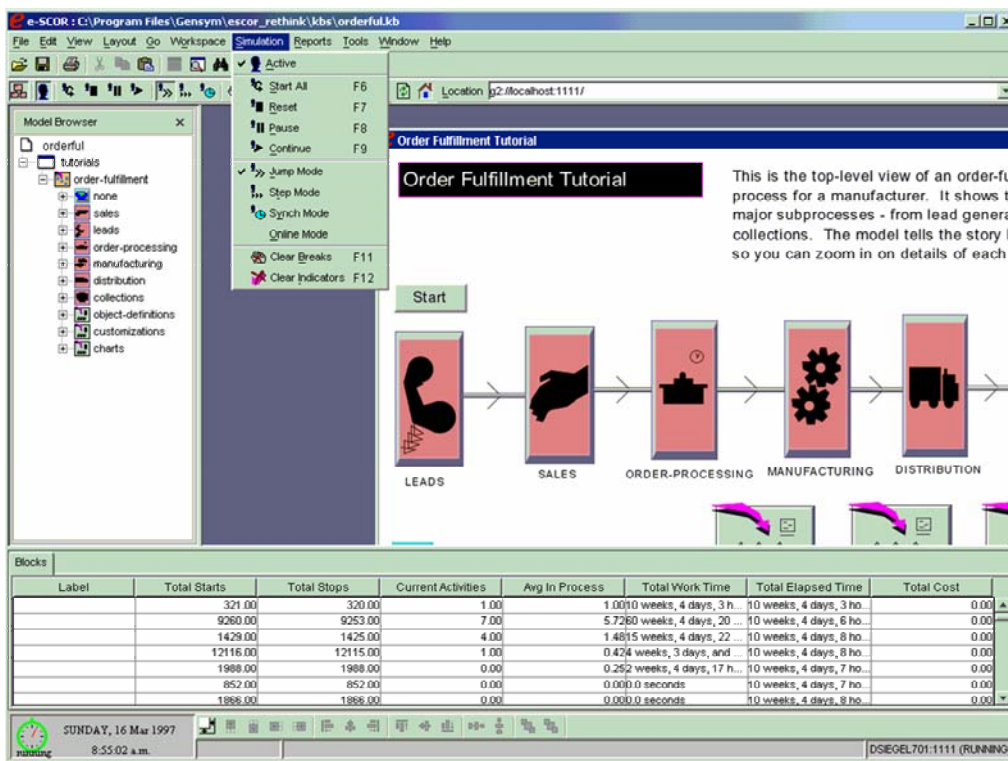 e-SCOR : C:\Program Files\Gensym\escor_rethink\kbs\orderful.kb
File Edit View Layout Go Workspace Simulation Reports Tools Window Help
Active
Start All F6
Reset F7
Pause F8
Continue F9
Jump Mode
Step Mode
Synch Mode
Online Mode
Clear Breaks F11
Clear Indicators F12
Location g2://localhost:1111/
Model Browser
orderful
tutorials
order-fulfillment
none
sales
leads
order-processing
manufacturing
distribution
collections
object-definitions
customizations
charts
Order Fulfillment Tutorial
Order Fulfillment Tutorial
This is the top-level view of an order-fu
process for a manufacturer. It shows t
major subprocesses - from lead genera
collections. The model tells the story
so you can zoom in on details of each
Start
LEADS
SALES
ORDER-PROCESSING
MANUFACTURING
DISTRIBUTION
Blocks
Label Total Starts Total Stops Current Activities Avg In Process Total Work Time Total Elapsed Time Total Cost
321.00 320.00 1.00 1.00 10 weeks, 4 days, 3 h... 10 weeks, 4 days, 3 ho... 0.00
9260.00 9253.00 7.00 5.72 60 weeks, 4 days, 20 ... 10 weeks, 4 days, 6 ho... 0.00
1429.00 1425.00 4.00 1.48 15 weeks, 4 days, 22 ... 10 weeks, 4 days, 8 ho... 0.00
12116.00 12115.00 1.00 0.42 4 weeks, 3 days, and ... 10 weeks, 4 days, 8 ho... 0.00
1988.00 1988.00 0.00 0.25 2 weeks, 4 days, 17 h... 10 weeks, 4 days, 7 ho... 0.00
852.00 852.00 0.00 0.00 0.0 seconds 10 weeks, 4 days, 7 ho... 0.00
1866.00 1866.00 0.00 0.00 0.0 seconds 10 weeks, 4 days, 8 ho... 0.00
running
SUNDAY, 16 Mar 1997
8:55:02 a.m.
DSIEGEL701:1111 (RUNNING